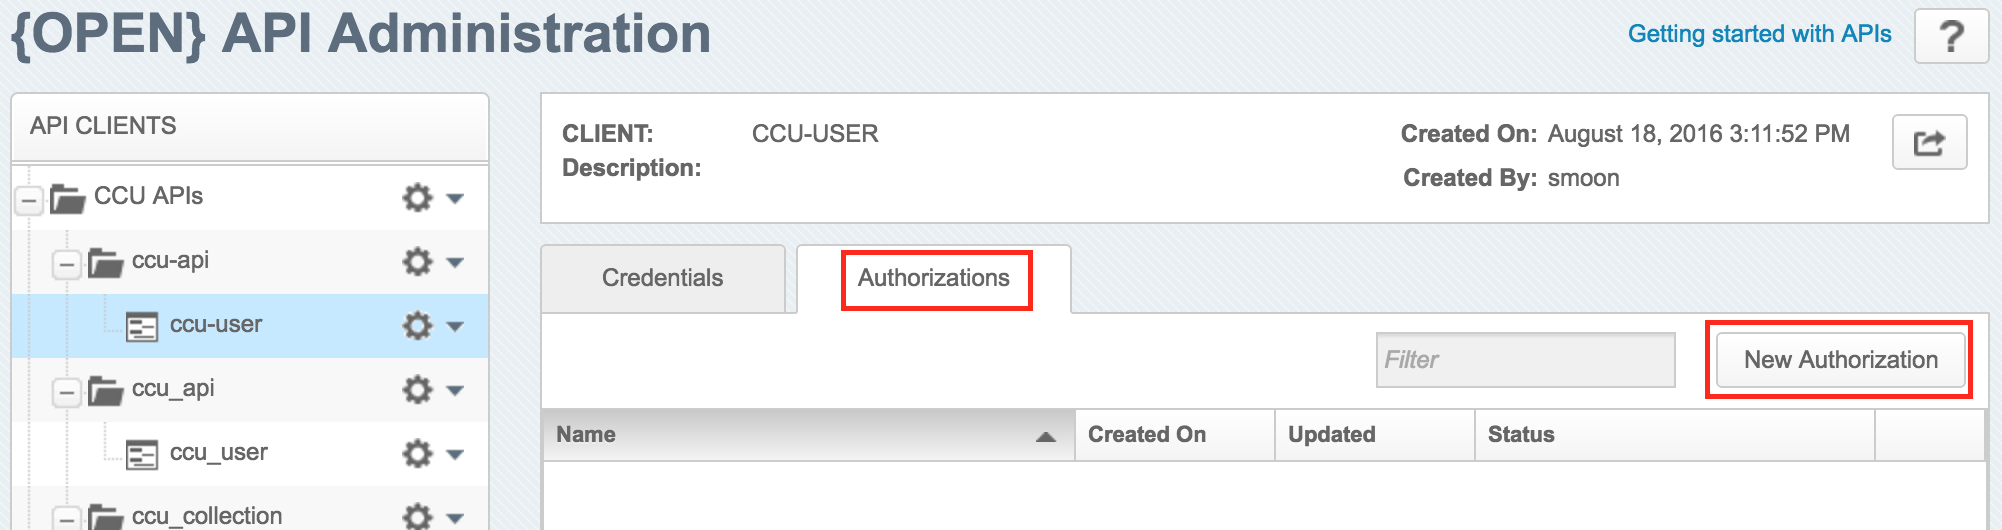 {OPEN} API Administration
Getting started with APIs
?
API CLIENTS
CCU APIs
ccu-api
ccu-user
ccu_api
ccu_user
ccu_collection
CLIENT: CCU-USER
Description:
Created On: August 18, 2016 3:11:52 PM
Created By: smoon
Credentials
Authorizations
Filter
New Authorization
Name Created On Updated Status